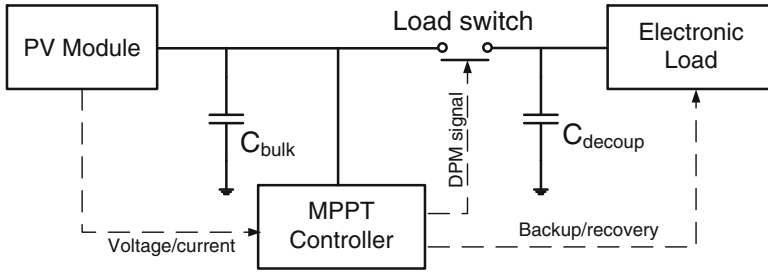 Load switch
PV Module
Electronic
Load
C_bulk
DPM signal
C_decoup
MPPT
Controller
Voltage/current
Backup/recovery